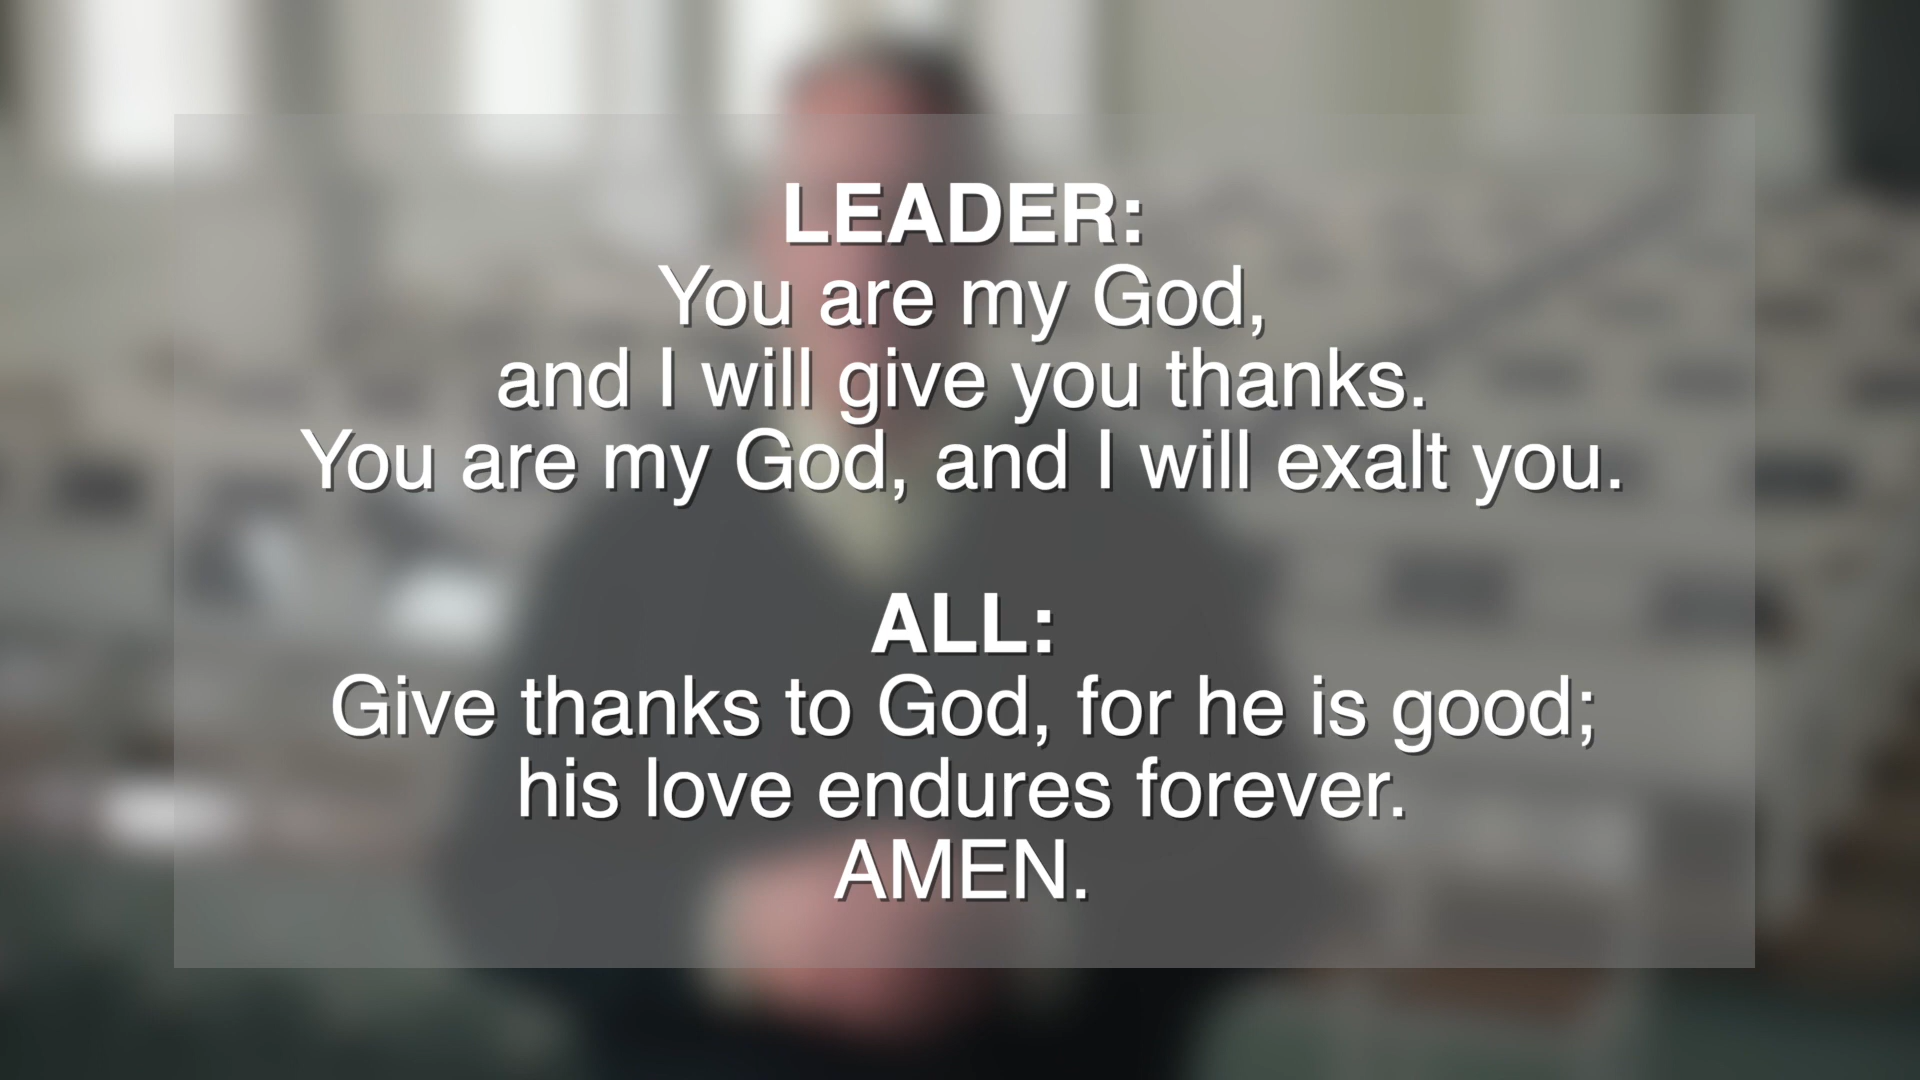 LEADER:
You are my God,
and I will give you thanks.
You are my God, and I will exalt you.
ALL:
Give thanks to God, for he is good;
his love endures forever.
AMEN.